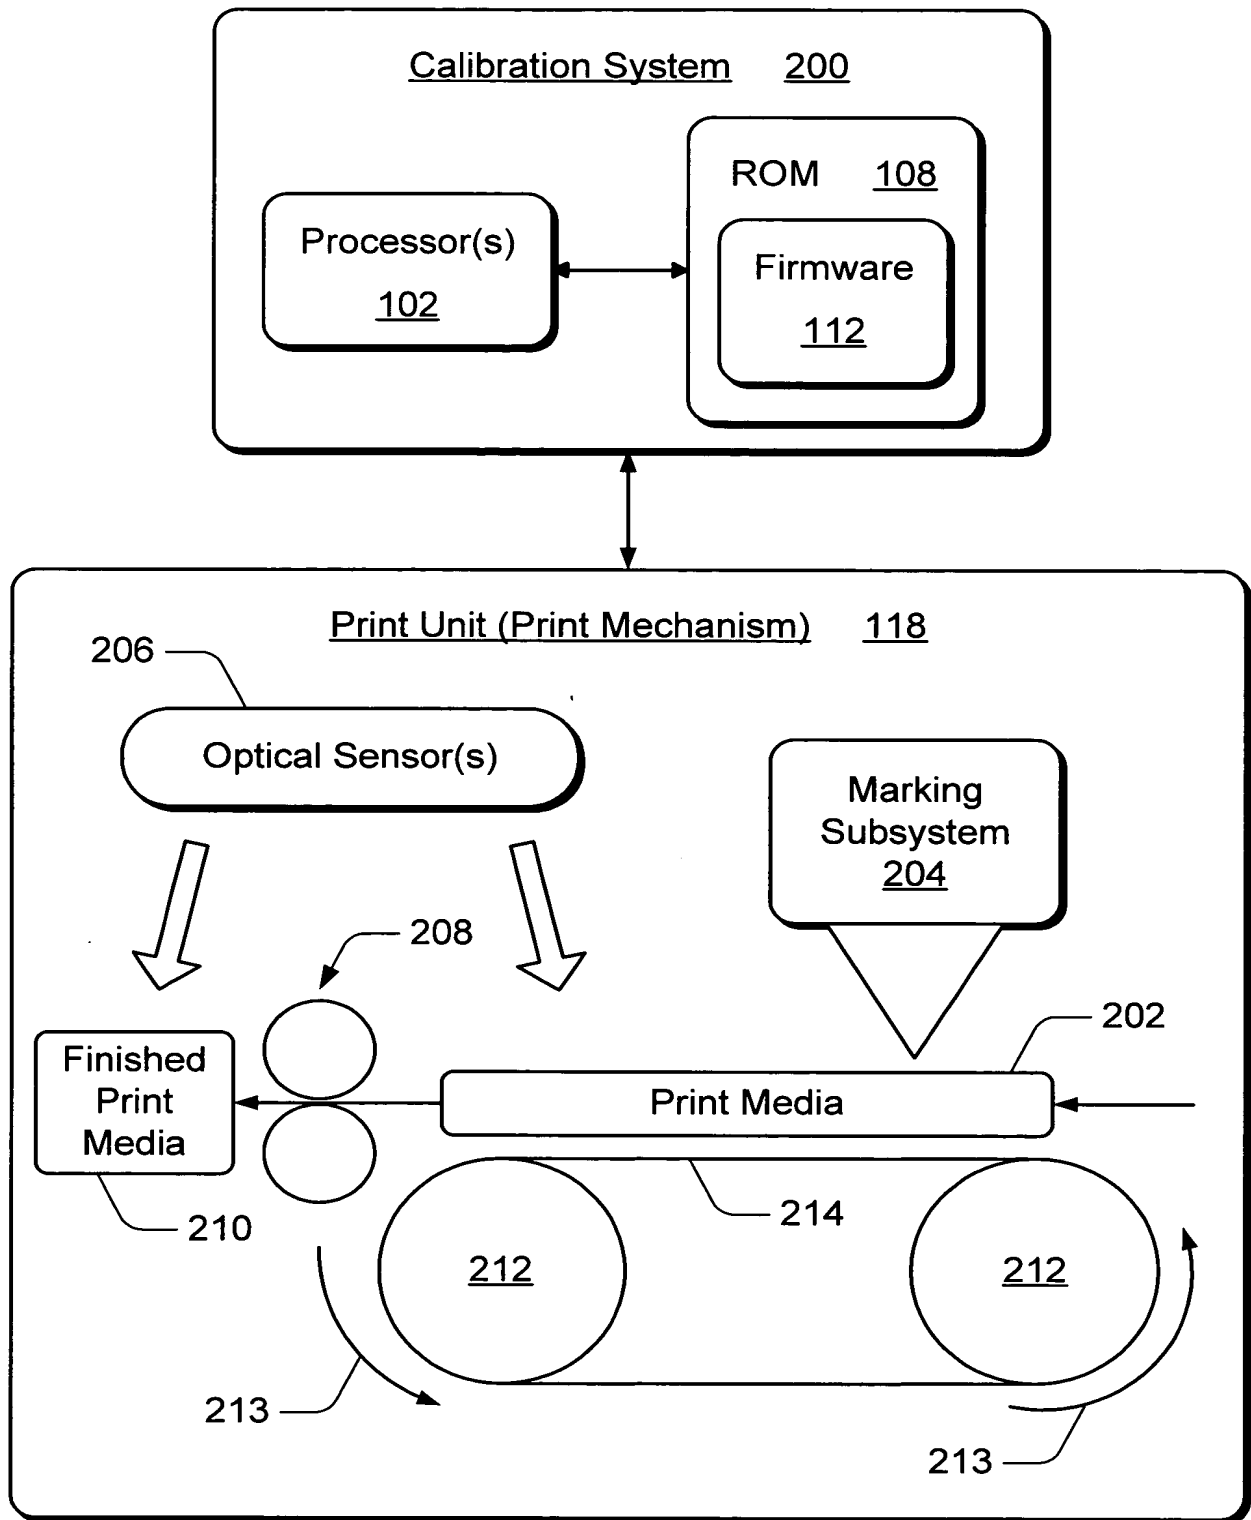 Calibration System 200
ROM 108
Processor(s)
102
Firmware
112
Print Unit (Print Mechanism) 118
206
Optical Sensor(s)
Marking
Subsystem
204
208
202
Finished
Print
Media
Print Media
210
214
212
212
213
213